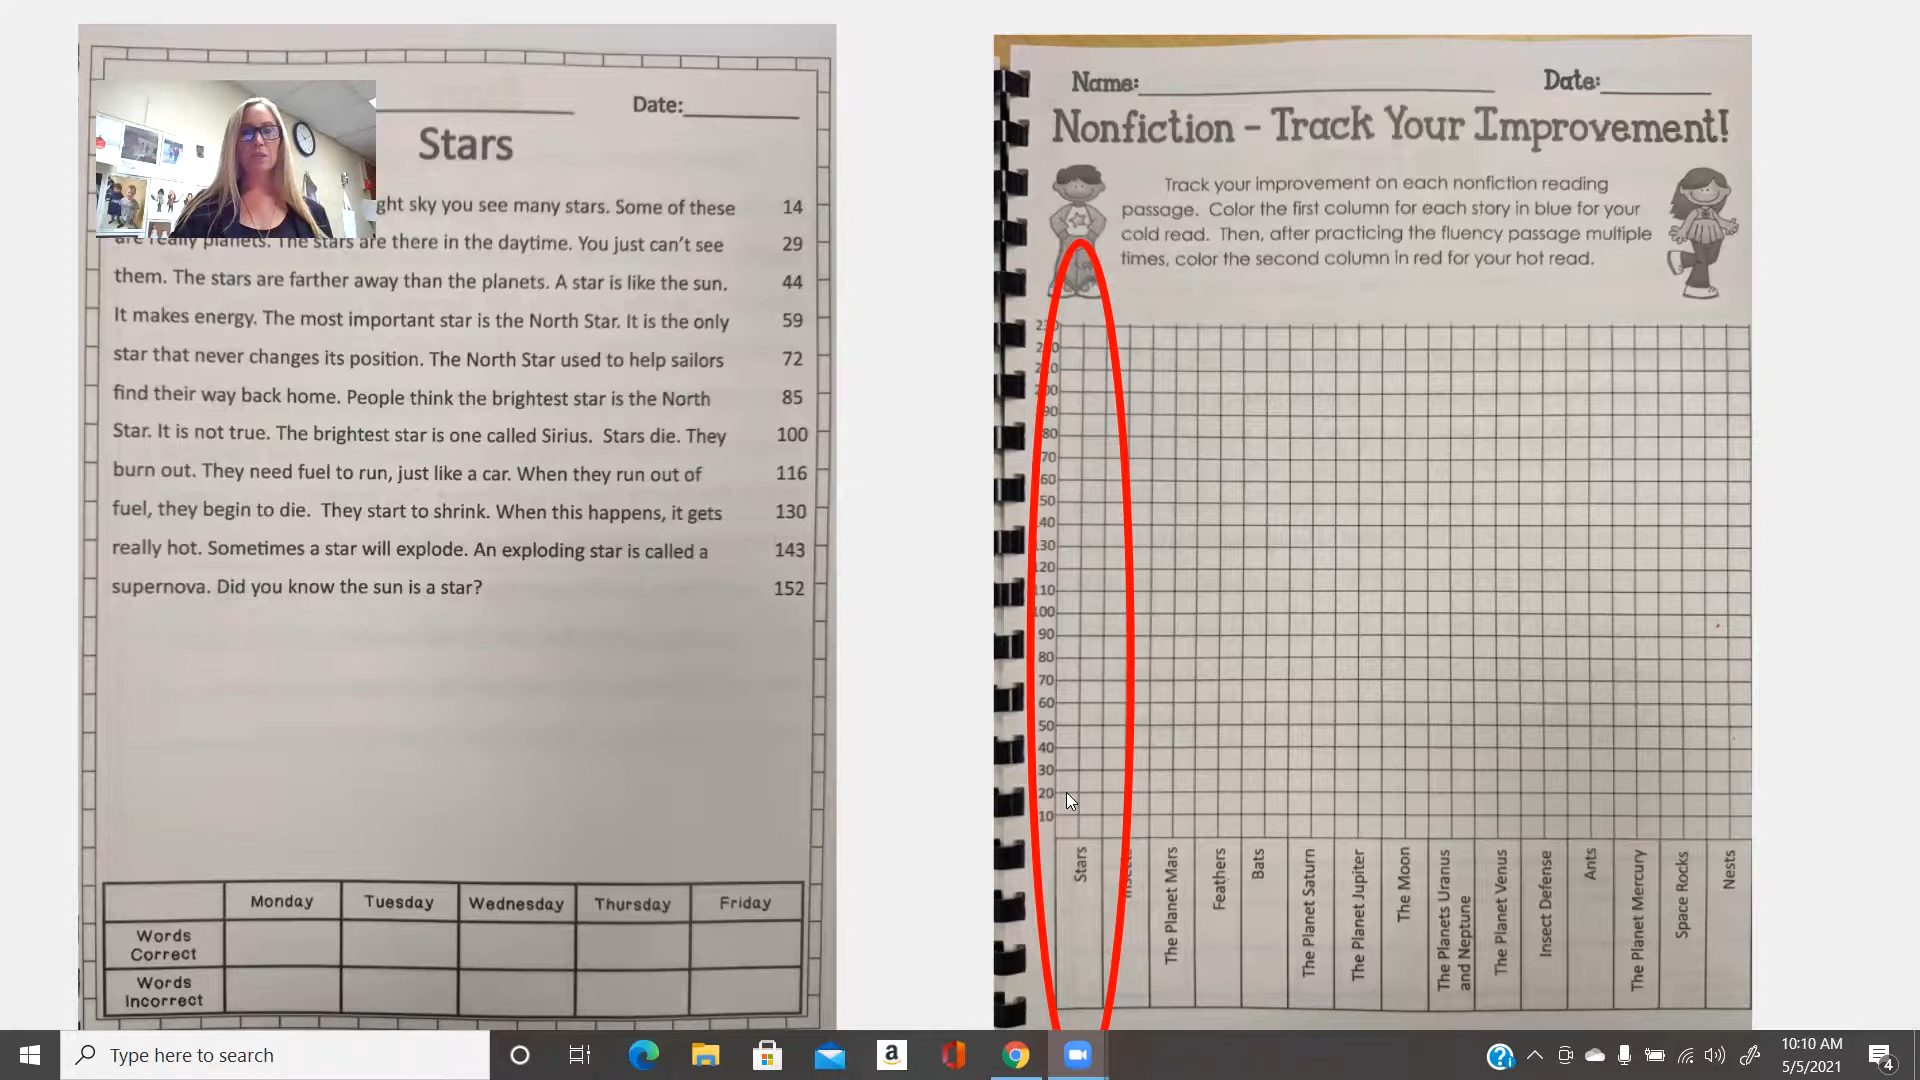 Date:
Stars
ght sky you see many stars. Some of these 14
are really planets. The stars are there in the daytime. You just can't see 29
them. The stars are farther away than the planets. A star is like the sun. 44
It makes energy. The most important star is the North Star. It is the only 59
star that never changes its position. The North Star used to help sailors 72
find their way back home. People think the brightest star is the North 85
Star. It is not true. The brightest star is one called Sirius. Stars die. They 100
burn out. They need fuel to run, just like a car. When they run out of 116
fuel, they begin to die. They start to shrink. When this happens, it gets 130
really hot. Sometimes a star will explode. An exploding star is called a 143
supernova. Did you know the sun is a star? 152
Monday Tuesday Wednesday Thursday Friday
Words
Correct
Words
Incorrect
Name: Date:
Nonfiction - Track Your Improvement!
Track your improvement on each nonfiction reading
passage. Color the first column for each story in blue for your
cold read. Then, after practicing the fluency passage multiple
times, color the second column in red for your hot read.
100
90
80
70
60
50
40
30
20
10
Stars
Insects
The Planet Mars
Feathers
Bats
The Planet Saturn
The Planet Jupiter
The Moon
The Planets Uranus
and Neptune
The Planet Venus
Insect Defense
Ants
The Planet Mercury
Space Rocks
Nests
Type here to search
a
10:10 AM
5/5/2021
4